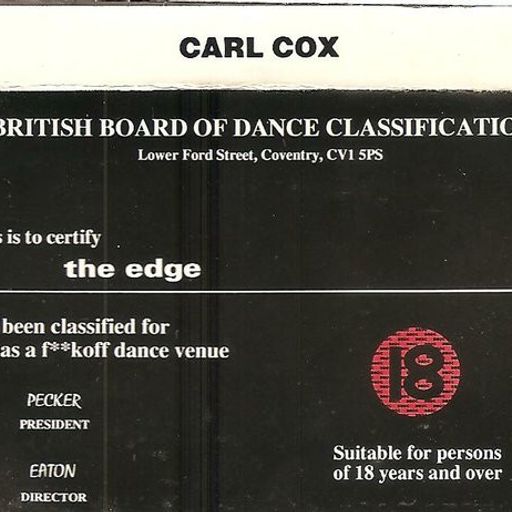 CARL COX
BRITISH BOARD OF DANCE CLASSIFICATIO
Lower Ford Street, Coventry, CV1 5PS
s is to certify
the edge
been classified for
as a f**koff dance venue
18
PECKER
PRESIDENT
Suitable for persons
of 18 years and over
EATON
DIRECTOR